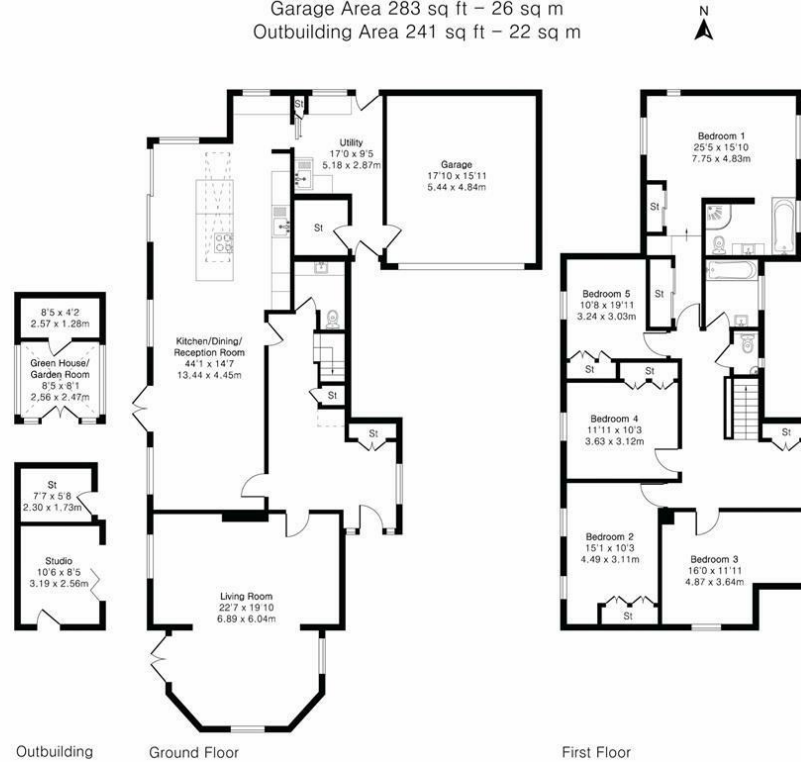 Garage Area 283 sq ft – 26 sq m
Outbuilding Area 241 sq ft – 22 sq m
N
St
Utility
17'0 x 9'5
5.18 x 2.87m
Garage
17'10 x 15'11
5.44 x 4.84m
St
Kitchen/Dining/
Reception Room
44'1 x 14'7
13.44 x 4.45m
St
St
Living Room
22'7 x 19'10
6.89 x 6.04m
8'5 x 4'2
2.57 x 1.28m
Green House/
Garden Room
8'5 x 8'1
2.56 x 2.47m
St
7'7 x 5'8
2.30 x 1.73m
Studio
10'6 x 8'5
3.19 x 2.56m
Bedroom 1
25'5 x 15'10
7.75 x 4.83m
St
St
Bedroom 5
10'8 x 19'11
3.24 x 3.03m
St
St
Bedroom 4
11'11 x 10'3
3.63 x 3.12m
St
Bedroom 2
15'1 x 10'3
4.49 x 3.11m
St
Bedroom 3
16'0 x 11'11
4.87 x 3.64m
Outbuilding
Ground Floor
First Floor